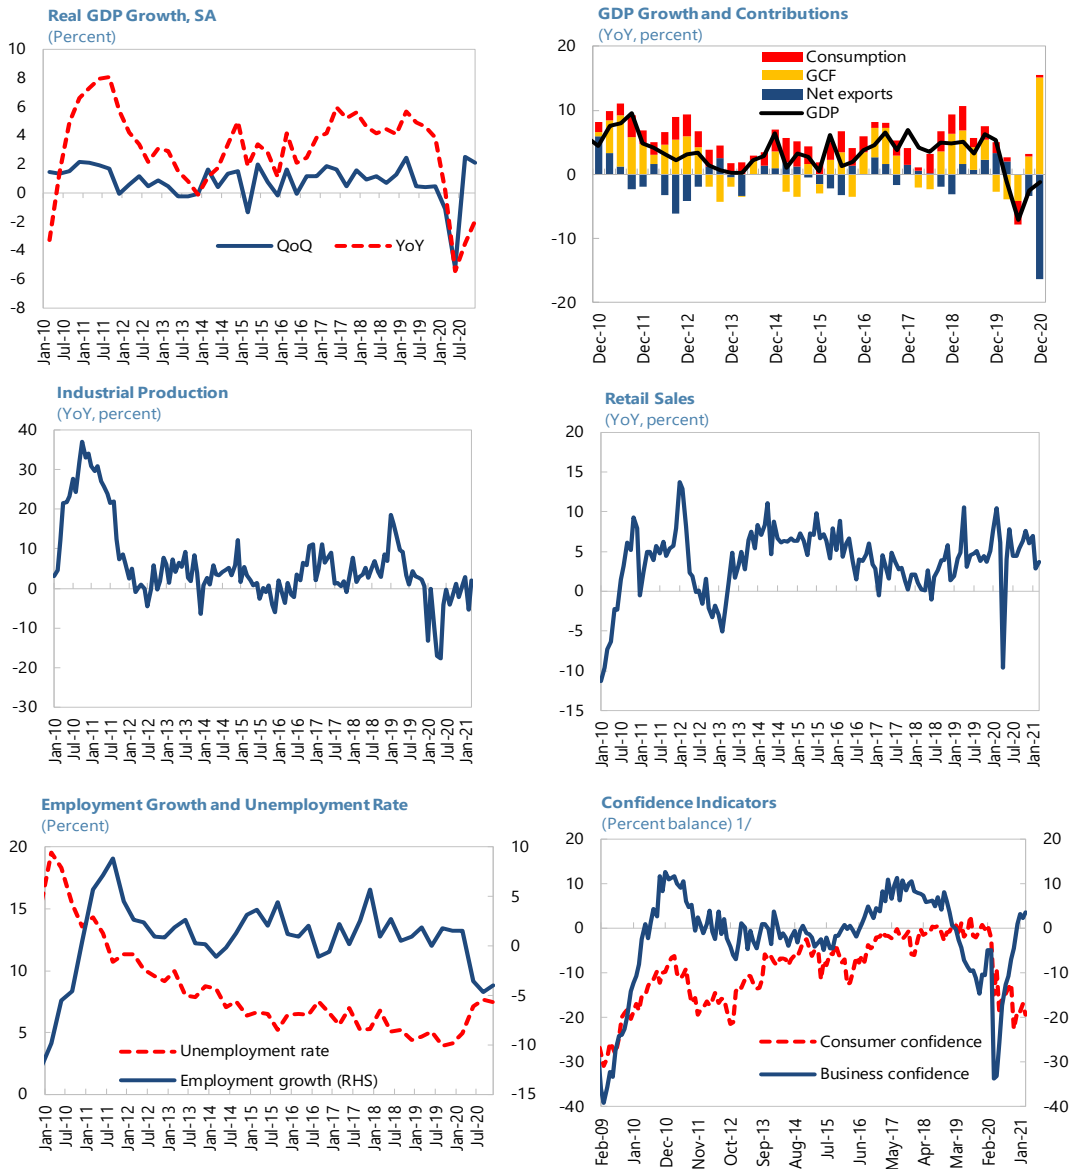 Real GDP Growth, SA
(Percent)
10
8
6
4
2
0
-2
-4
-6
-8
QoQ
YoY
Jan-10
Jul-10
Jan-11
Jul-11
Jan-12
Jul-12
Jan-13
Jul-13
Jan-14
Jul-14
Jan-15
Jul-15
Jan-16
Jul-16
Jan-17
Jul-17
Jan-18
Jul-18
Jan-19
Jul-19
Jan-20
Jul-20
GDP Growth and Contributions
(YoY, percent)
20
10
0
-10
-20
Consumption
GCF
Net exports
GDP
Dec-10
Dec-11
Dec-12
Dec-13
Dec-14
Dec-15
Dec-16
Dec-17
Dec-18
Dec-19
Dec-20
Industrial Production
(YoY, percent)
40
30
20
10
0
-10
-20
-30
Jan-10
Jul-10
Jan-11
Jul-11
Jan-12
Jul-12
Jan-13
Jul-13
Jan-14
Jul-14
Jan-15
Jul-15
Jan-16
Jul-16
Jan-17
Jul-17
Jan-18
Jul-18
Jan-19
Jul-19
Jan-20
Jul-20
Jan-21
Retail Sales
(YoY, percent)
20
15
10
5
0
-5
-10
-15
Jan-10
Jul-10
Jan-11
Jul-11
Jan-12
Jul-12
Jan-13
Jul-13
Jan-14
Jul-14
Jan-15
Jul-15
Jan-16
Jul-16
Jan-17
Jul-17
Jan-18
Jul-18
Jan-19
Jul-19
Jan-20
Jul-20
Jan-21
Employment Growth and Unemployment Rate
(Percent)
20
15
10
5
0
10
5
0
-5
-10
-15
Unemployment rate
Employment growth (RHS)
Jan-10
Jul-10
Jan-11
Jul-11
Jan-12
Jul-12
Jan-13
Jul-13
Jan-14
Jul-14
Jan-15
Jul-15
Jan-16
Jul-16
Jan-17
Jul-17
Jan-18
Jul-18
Jan-19
Jul-19
Jan-20
Jul-20
Confidence Indicators
(Percent balance) 1/
20
10
0
-10
-20
-30
-40
20
10
0
-10
-20
-30
-40
Consumer confidence
Business confidence
Feb-09
Jan-10
Dec-10
Nov-11
Oct-12
Sep-13
Aug-14
Jul-15
Jun-16
May-17
Apr-18
Mar-19
Feb-20
Jan-21